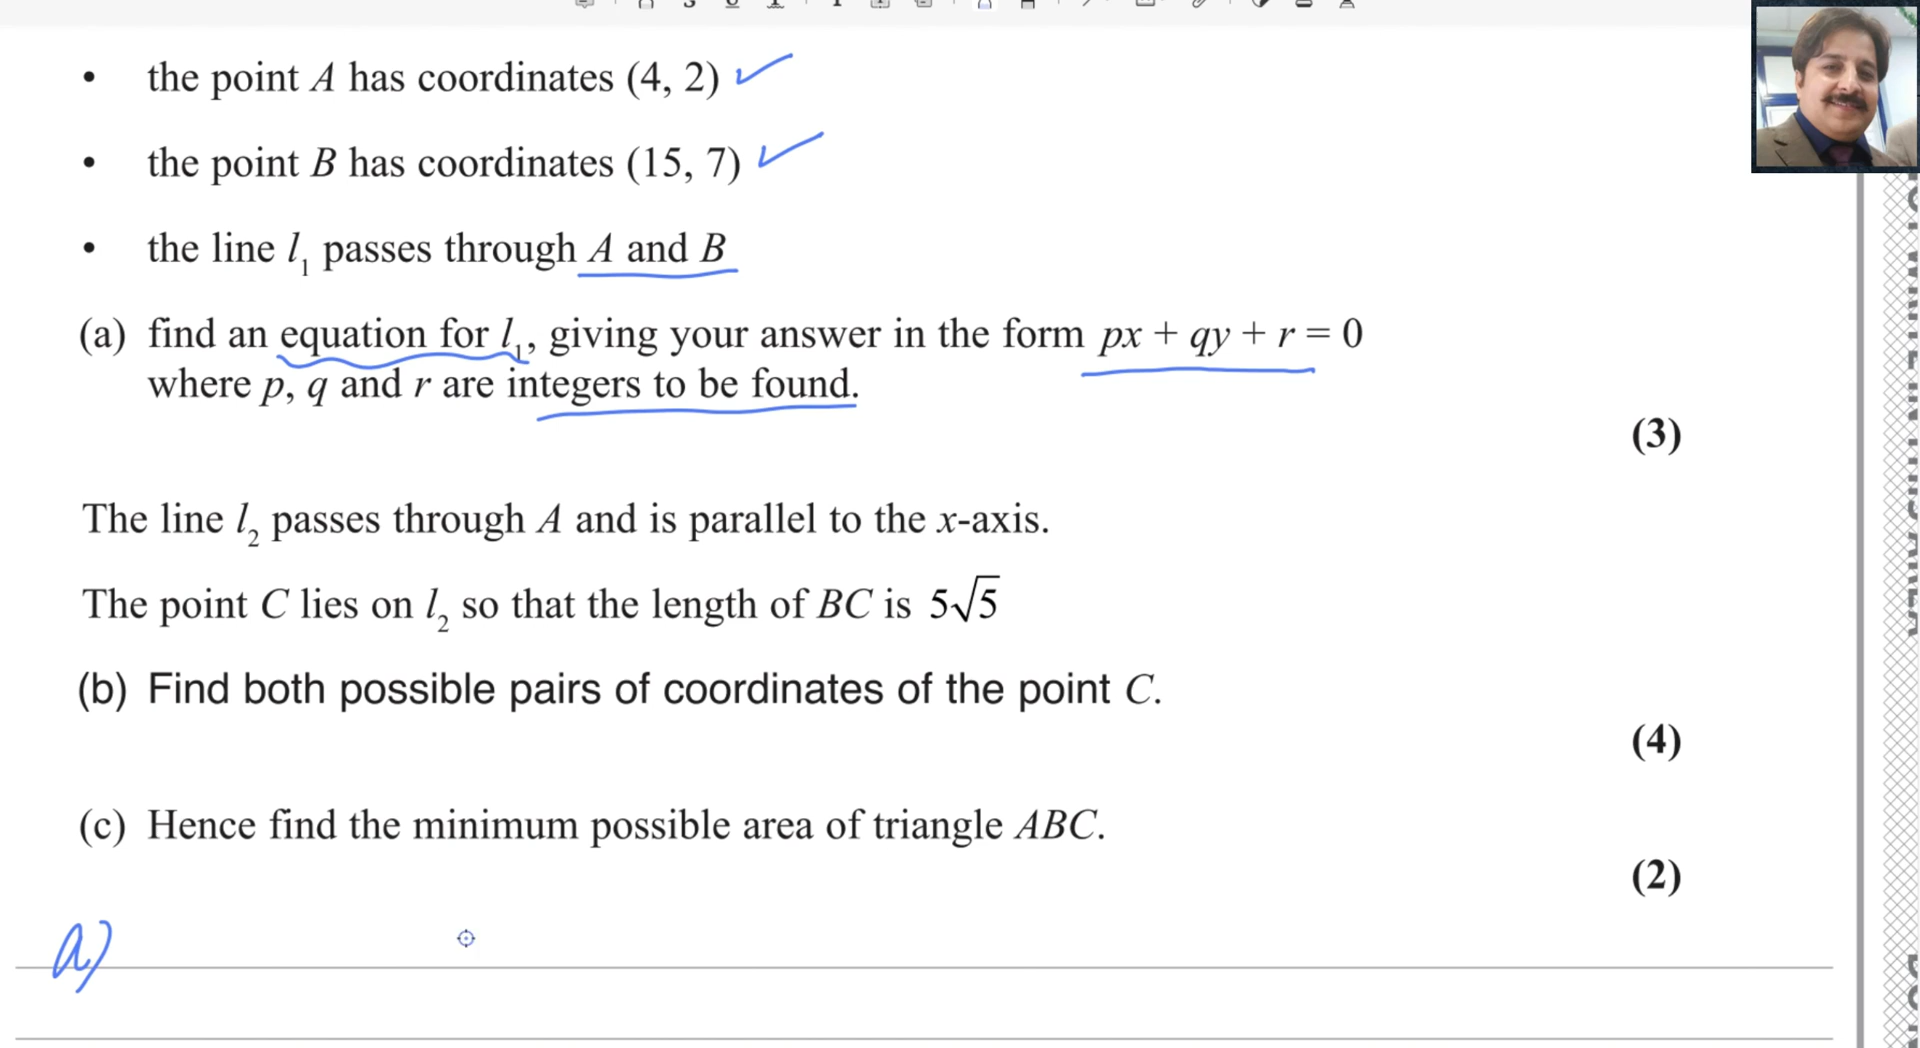 • the point A has coordinates (4, 2)
• the point B has coordinates (15, 7)
• the line l₁ passes through A and B
(a) find an equation for l₁, giving your answer in the form px + qy + r = 0
where p, q and r are integers to be found.
(3)
The line l₂ passes through A and is parallel to the x-axis.
The point C lies on l₂ so that the length of BC is 5√5
(b) Find both possible pairs of coordinates of the point C.
(4)
(c) Hence find the minimum possible area of triangle ABC.
(2)
a)